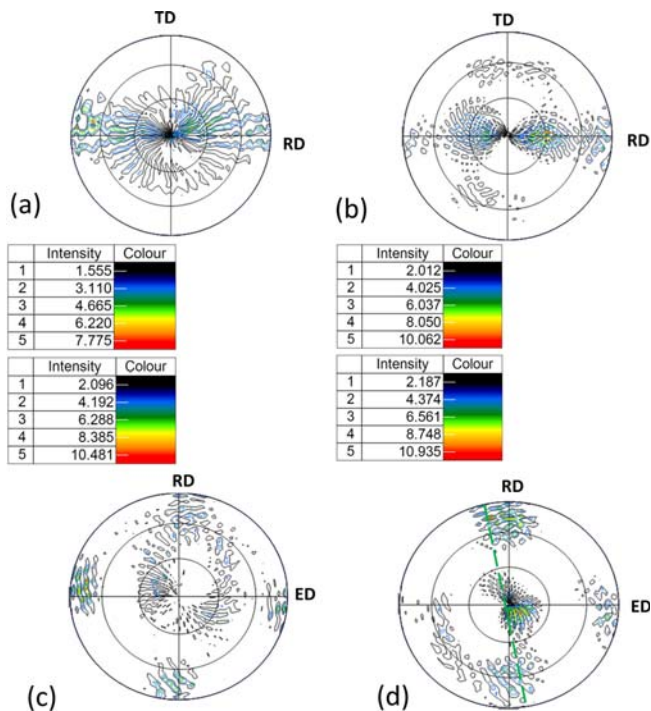 TD
TD
RD
RD
(a)
(b)
Intensity Colour
1 1.555
2 3.110
3 4.665
4 6.220
5 7.775
Intensity Colour
1 2.012
2 4.025
3 6.037
4 8.050
5 10.062
Intensity Colour
1 2.096
2 4.192
3 6.288
4 8.385
5 10.481
Intensity Colour
1 2.187
2 4.374
3 6.561
4 8.748
5 10.935
RD
RD
ED
ED
(c)
(d)